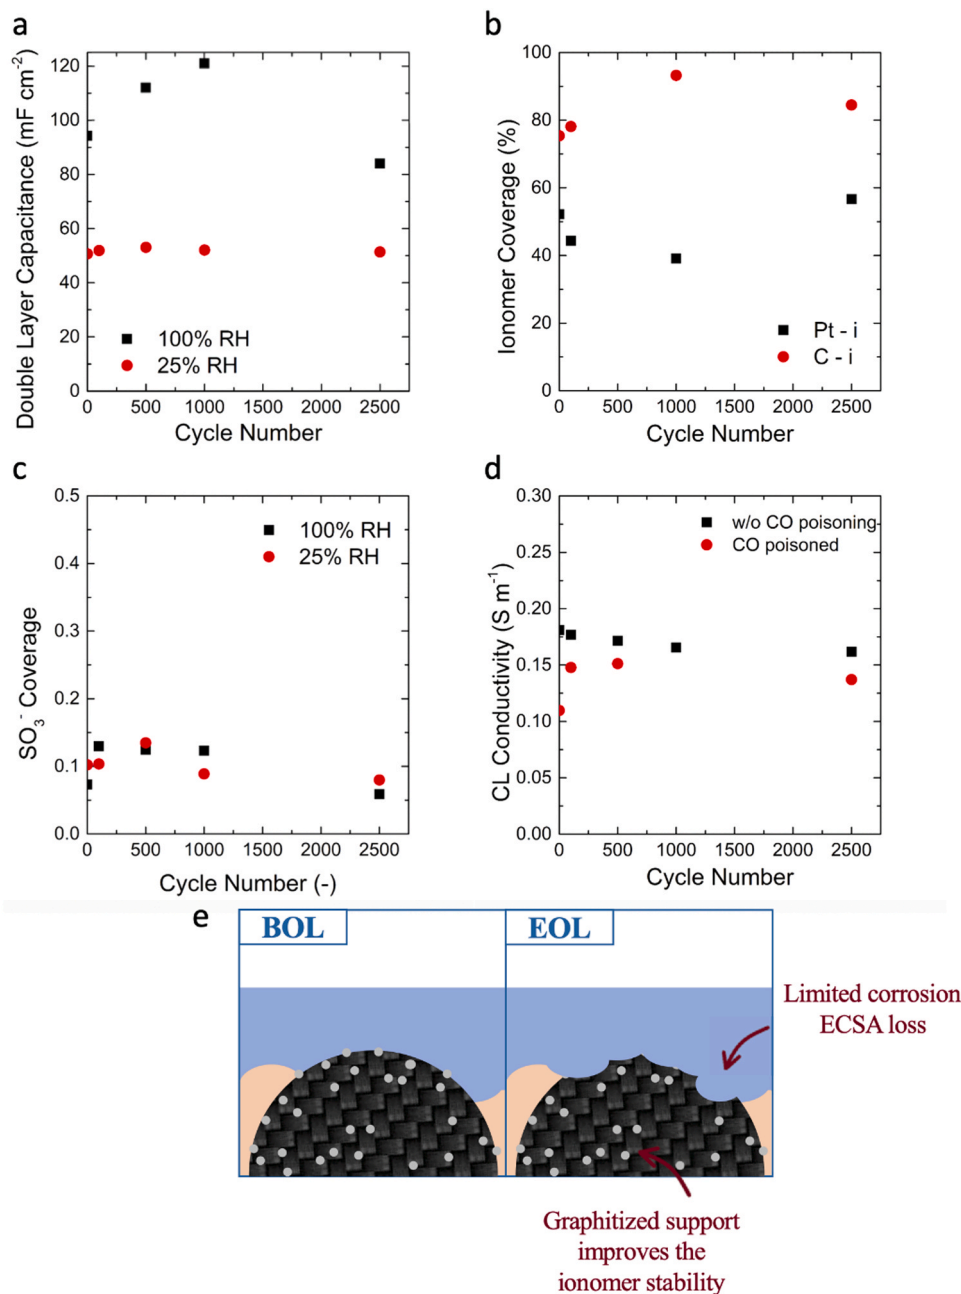 a
Double Layer Capacitance (mF cm⁻²)
120
100
80
60
40
20
0
100% RH
25% RH
0 500 1000 1500 2000 2500
Cycle Number
b
Ionomer Coverage (%)
100
80
60
40
20
0
Pt - i
C - i
0 500 1000 1500 2000 2500
Cycle Number
c
SO₃⁻ Coverage
0.5
0.4
0.3
0.2
0.1
0.0
100% RH
25% RH
0 500 1000 1500 2000 2500
Cycle Number (-)
d
CL Conductivity (S m⁻¹)
0.30
0.25
0.20
0.15
0.10
0.05
0.00
w/o CO poisoning
CO poisoned
0 500 1000 1500 2000 2500
Cycle Number
e
BOL
EOL
Limited corrosion
ECSA loss
Graphitized support
improves the
ionomer stability